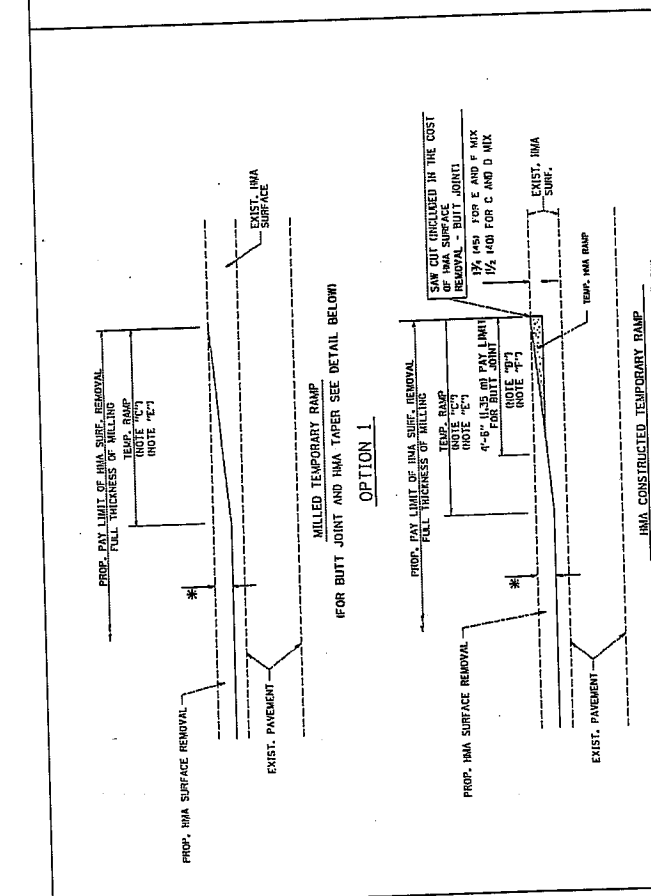 PROP. PAY LIMIT OF HMA SURF. REMOVAL
FULL THICKNESS OF MILLING
TEMP. RAMP
(NOTE "C")
(NOTE "E")
EXIST. HMA
SURFACE
*
PROP. HMA SURFACE REMOVAL
EXIST. PAVEMENT
MILLED TEMPORARY RAMP
(FOR BUTT JOINT AND HMA TAPER SEE DETAIL BELOW)
OPTION 1
SAW CUT (INCLUDED IN THE COST
OF HMA SURFACE
REMOVAL - BUTT JOINT)
1¾ (45) FOR E AND F MIX
1½ (40) FOR C AND D MIX
PROP. PAY LIMIT OF HMA SURF. REMOVAL
FULL THICKNESS OF MILLING
TEMP. RAMP
(NOTE "C")
(NOTE "E")
4'-6" (1.35 m) PAY LIMIT
FOR BUTT JOINT
(NOTE "D")
(NOTE "F")
EXIST. HMA
SURF.
TEMP. HMA RAMP
*
PROP. HMA SURFACE REMOVAL
EXIST. PAVEMENT
HMA CONSTRUCTED TEMPORARY RAMP